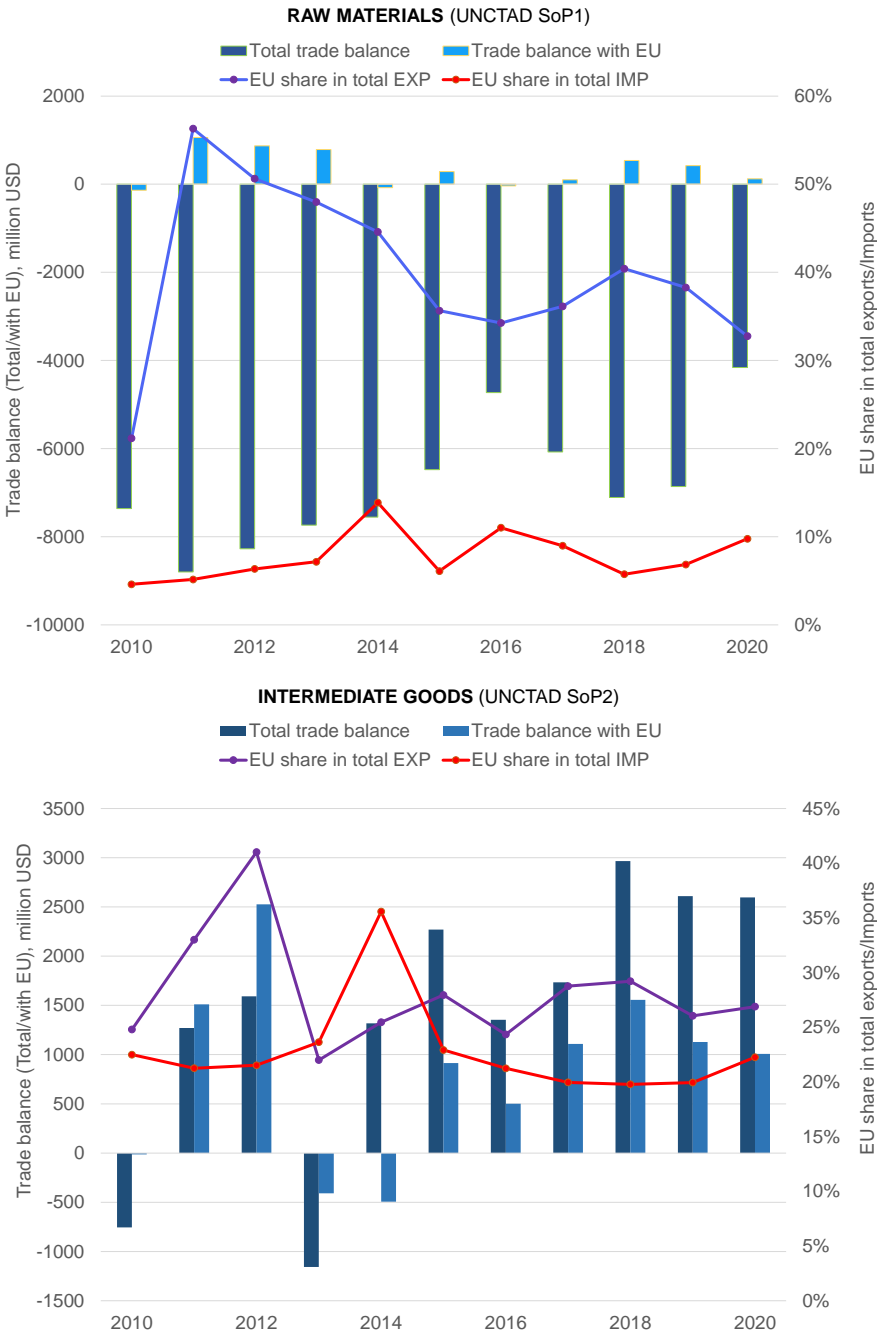 RAW MATERIALS (UNCTAD SoP1)
Total trade balance Trade balance with EU
EU share in total EXP EU share in total IMP
Trade balance (Total/with EU), million USD
2000
0
-2000
-4000
-6000
-8000
-10000
60%
50%
40%
30%
20%
10%
0%
EU share in total exports/Imports
2010 2012 2014 2016 2018 2020
INTERMEDIATE GOODS (UNCTAD SoP2)
Total trade balance Trade balance with EU
EU share in total EXP EU share in total IMP
Trade balance (Total/with EU), million USD
3500
3000
2500
2000
1500
1000
500
0
-500
-1000
-1500
45%
40%
35%
30%
25%
20%
15%
10%
5%
0%
EU share in total exports/Imports
2010 2012 2014 2016 2018 2020